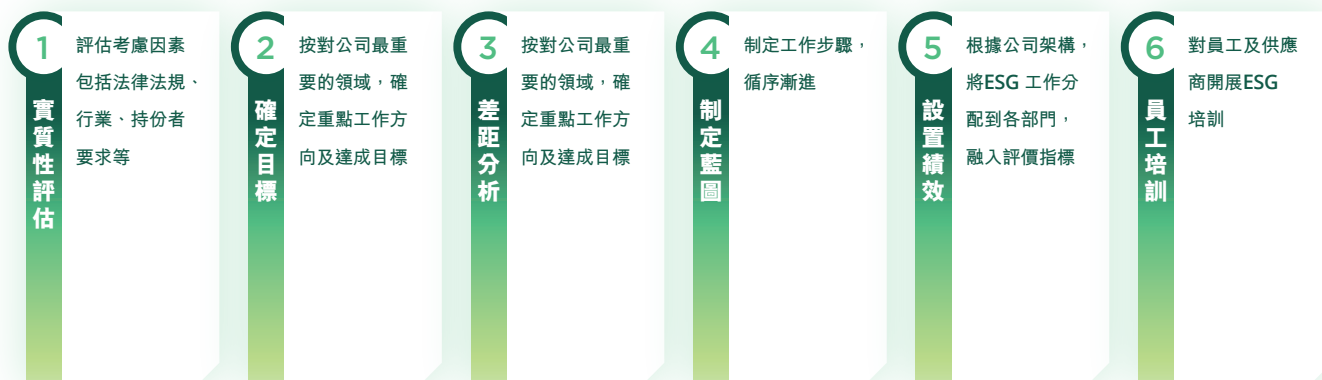 1
實質性評估
評估考慮因素
包括法律法規、
行業、持份者
要求等
2
確定目標
按對公司最重
要的領域，確
定重點工作方
向及達成目標
3
差距分析
按對公司最重
要的領域，確
定重點工作方
向及達成目標
4
制定藍圖
制定工作步驟，
循序漸進
5
設置績效
根據公司架構，
將ESG 工作分
配到各部門，
融入評價指標
6
員工培訓
對員工及供應
商開展ESG
培訓